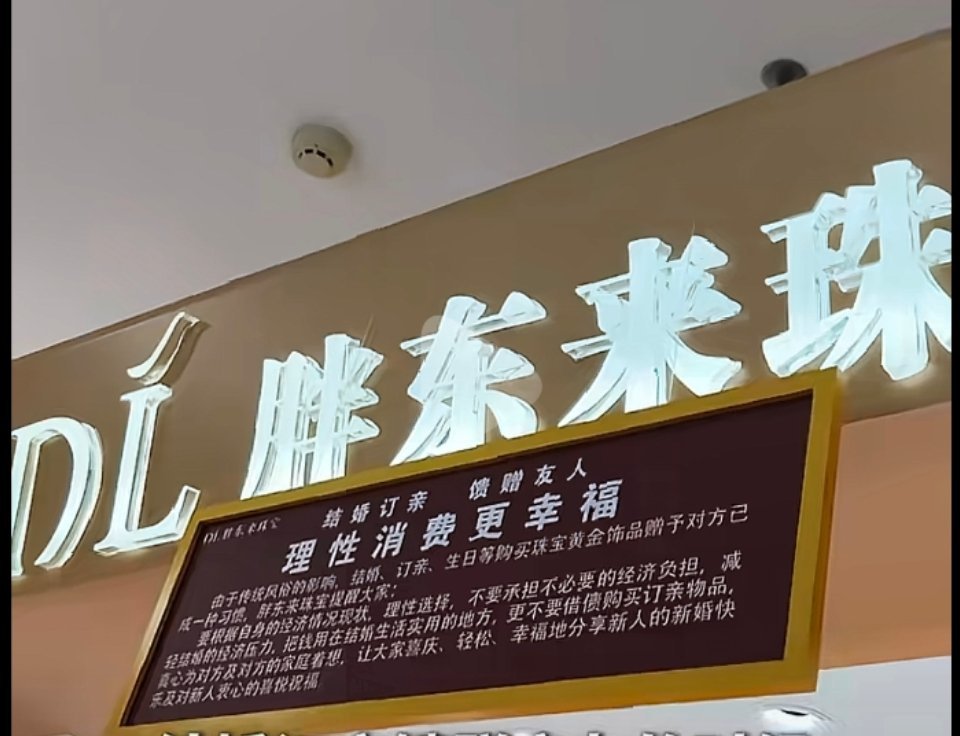 DĹ 胖东来珠
DL 胖东来珠宝
结婚订亲 馈赠友人
理性消费更幸福
由于传统风俗的影响,结婚、订亲、生日等购买珠宝黄金饰品赠予对方已
成一种习惯,胖东来珠宝提醒大家:
要根据自身的经济情况现状,理性选择,不要承担不必要的经济负担,减
轻结婚的经济压力,把钱用在结婚生活实用的地方,更不要借债购买订亲物品,
真心为对方及对方的家庭着想,让大家喜庆、轻松、幸福地分享新人的新婚快
乐及对新人衷心的喜悦祝福